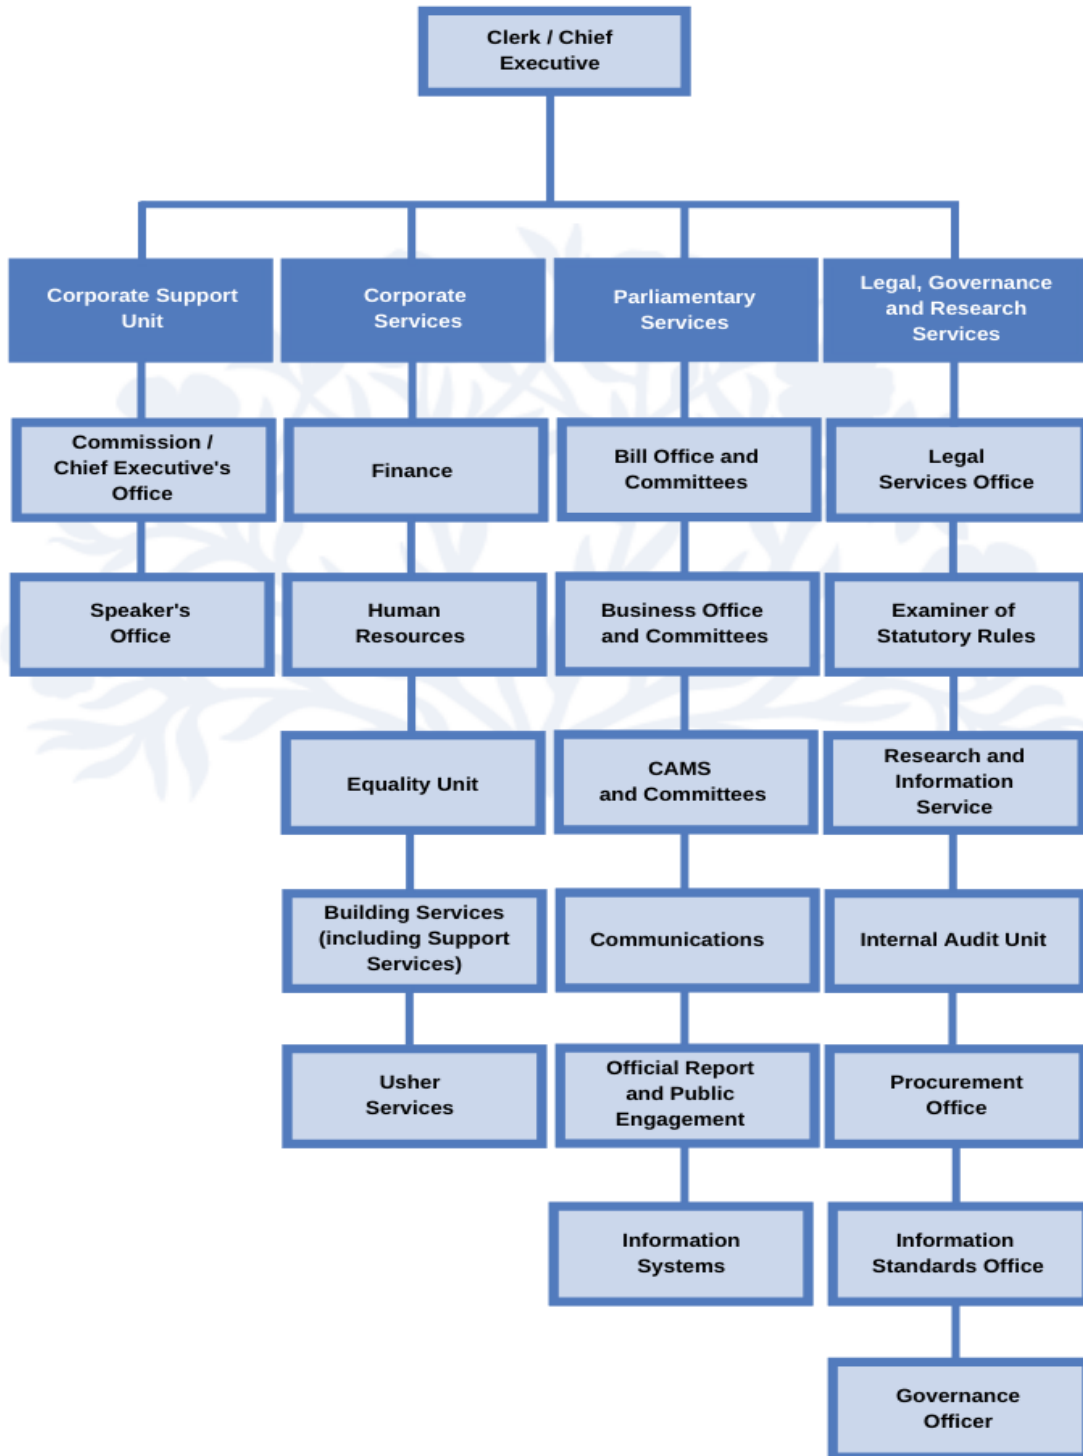 Clerk / Chief
Executive
Corporate Support
Unit
Corporate
Services
Parliamentary
Services
Legal, Governance
and Research
Services
Commission /
Chief Executive's
Office
Finance
Bill Office and
Committees
Legal
Services Office
Speaker's
Office
Human
Resources
Business Office
and Committees
Examiner of
Statutory Rules
Equality Unit
CAMS
and Committees
Research and
Information
Service
Building Services
(including Support
Services)
Communications
Internal Audit Unit
Usher
Services
Official Report
and Public
Engagement
Procurement
Office
Information
Systems
Information
Standards Office
Governance
Officer